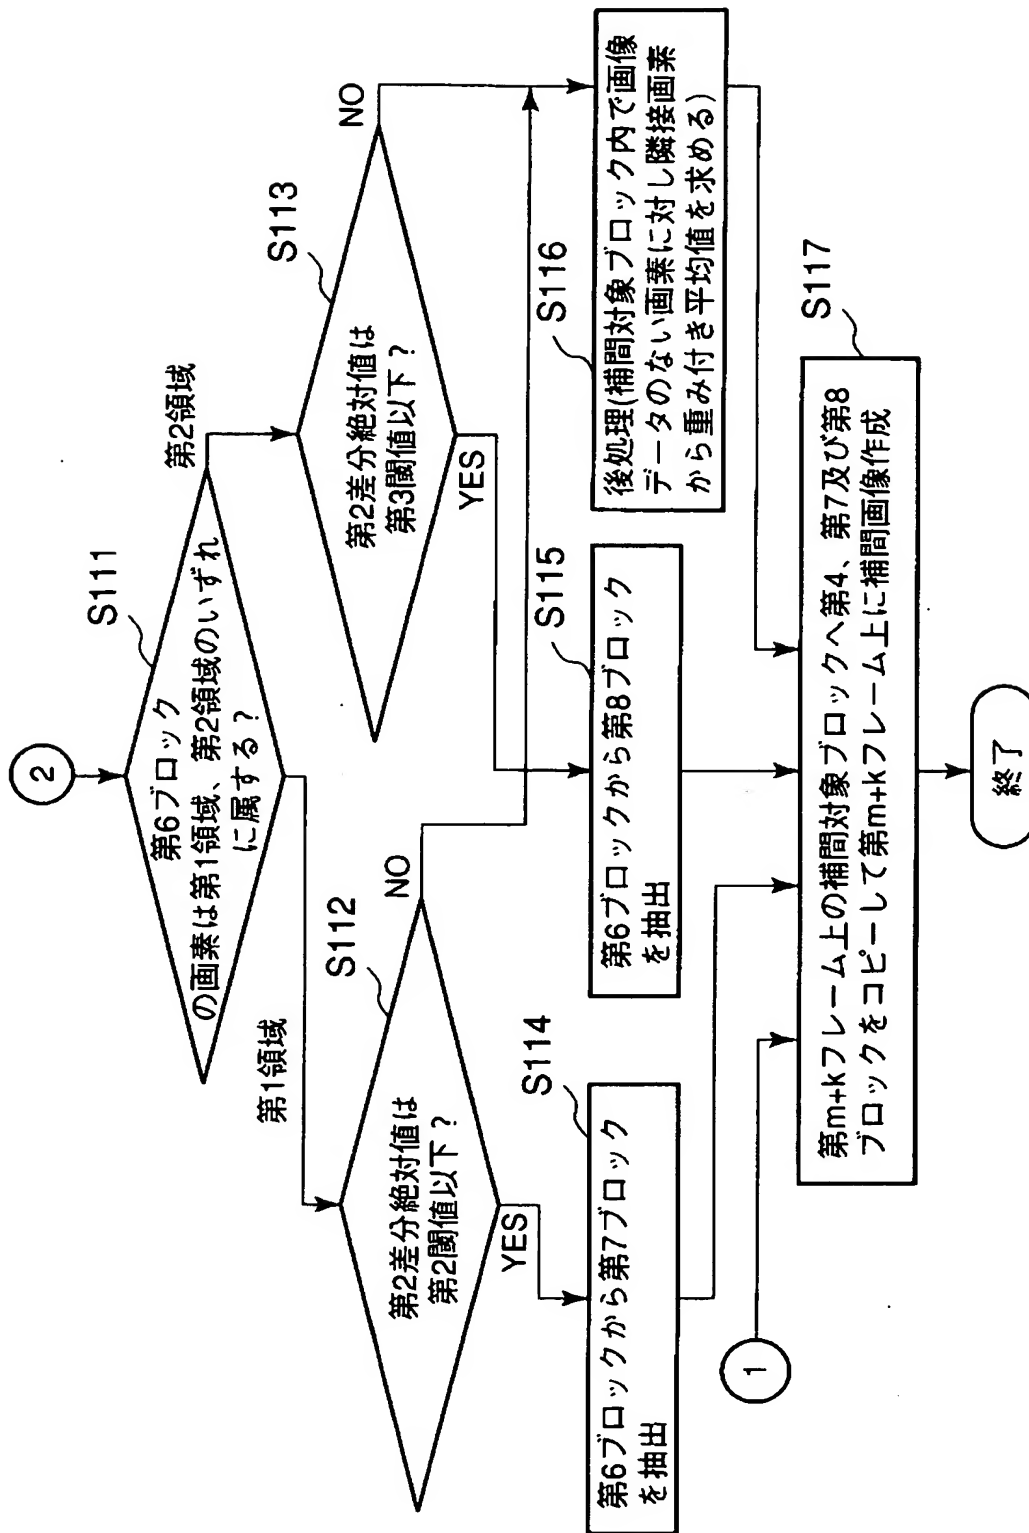 2
S111
第6ブロック
の画素は第1領域、第2領域のいずれ
に属する?
第1領域
第2領域
S112
第2差分絶対値は
第2閾値以下?
YES
NO
S113
第2差分絶対値は
第3閾値以下?
YES
NO
S114
第6ブロックから第7ブロック
を抽出
S115
第6ブロックから第8ブロック
を抽出
S116
後処理(補間対象ブロック内で画像
データのない画素に対し隣接画素
から重み付き平均値を求める)
1
S117
第m+kフレーム上の補間対象ブロックへ第4、第7及び第8
ブロックをコピーして第m+kフレーム上に補間画像作成
終了